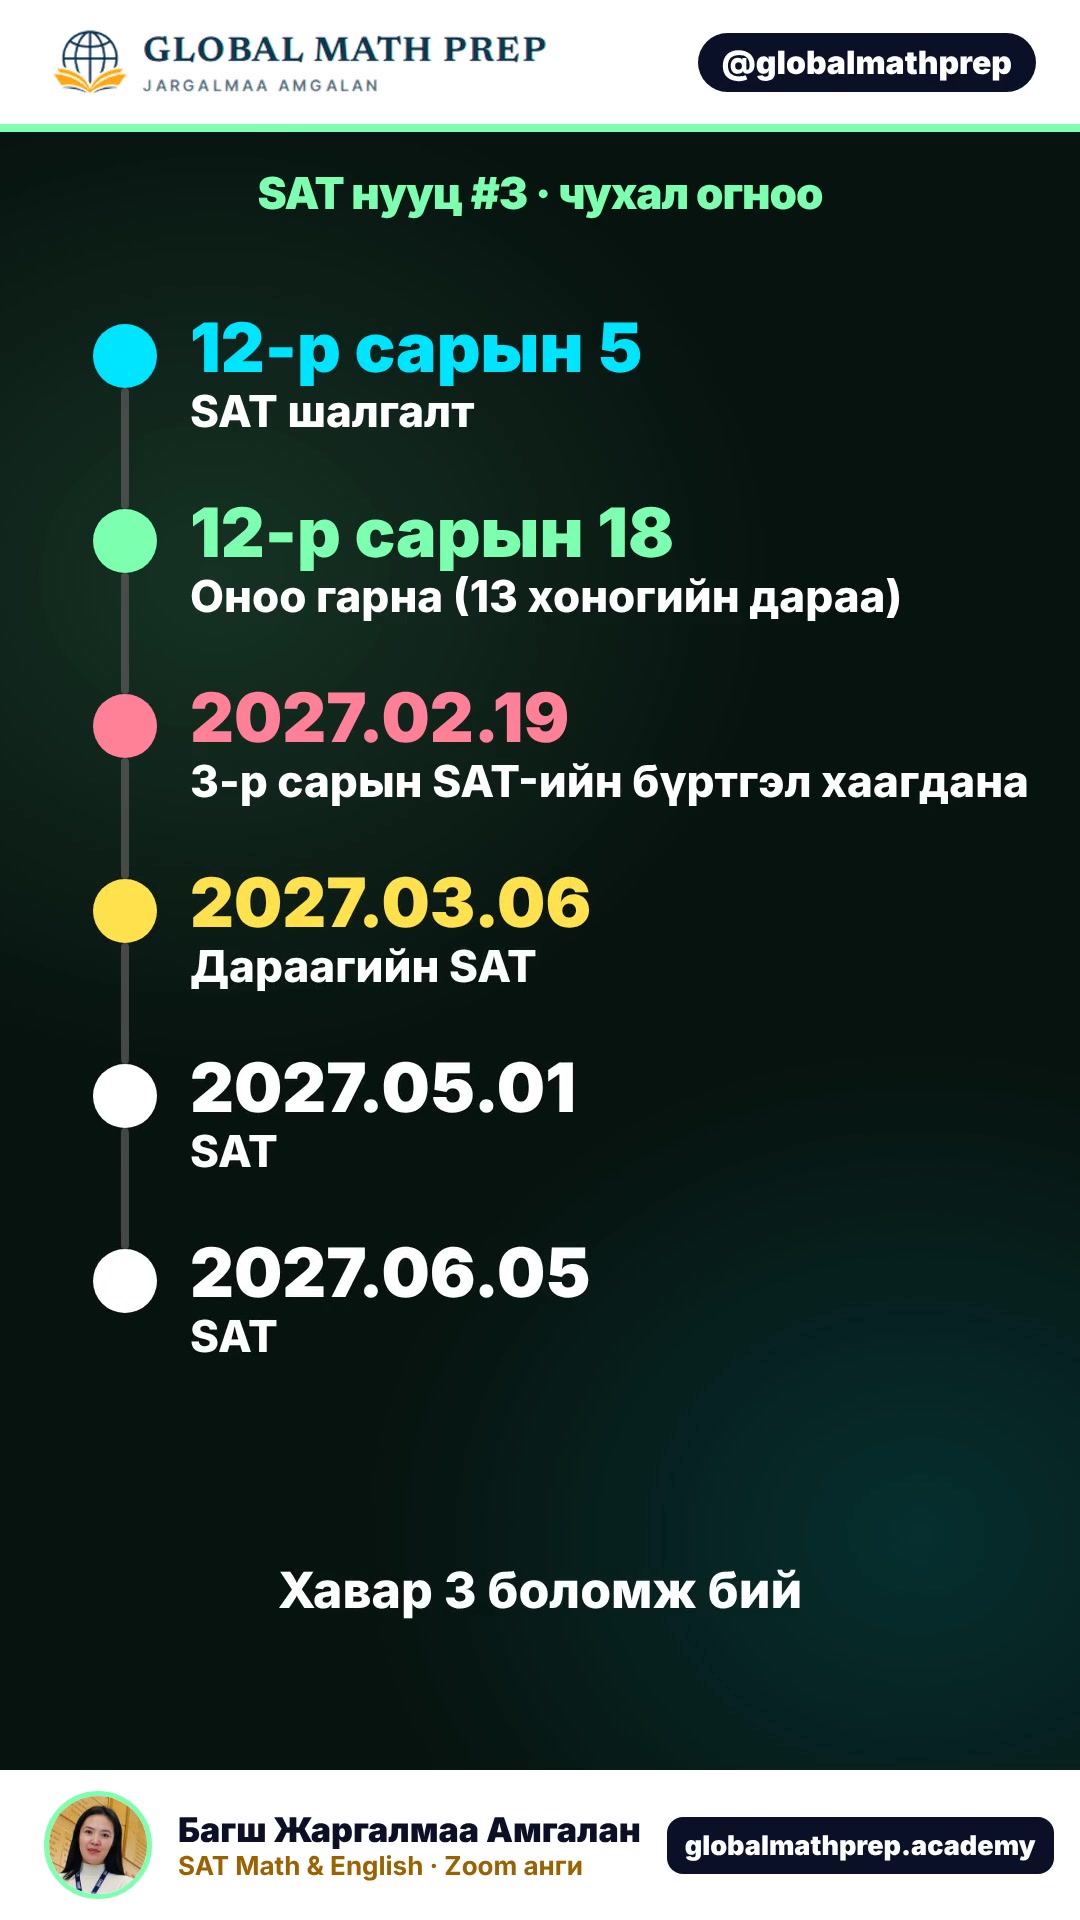 GLOBAL MATH PREP
JARGALMAA AMGALAN
@globalmathprep
SAT нууц #3 · чухал огноо
12-р сарын 5
SAT шалгалт
12-р сарын 18
Оноо гарна (13 хоногийн дараа)
2027.02.19
3-р сарын SAT-ийн бүртгэл хаагдана
2027.03.06
Дараагийн SAT
2027.05.01
SAT
2027.06.05
SAT
Хавар 3 боломж бий
Багш Жаргалмаа Амгалан
SAT Math & English · Zoom анги
globalmathprep.academy